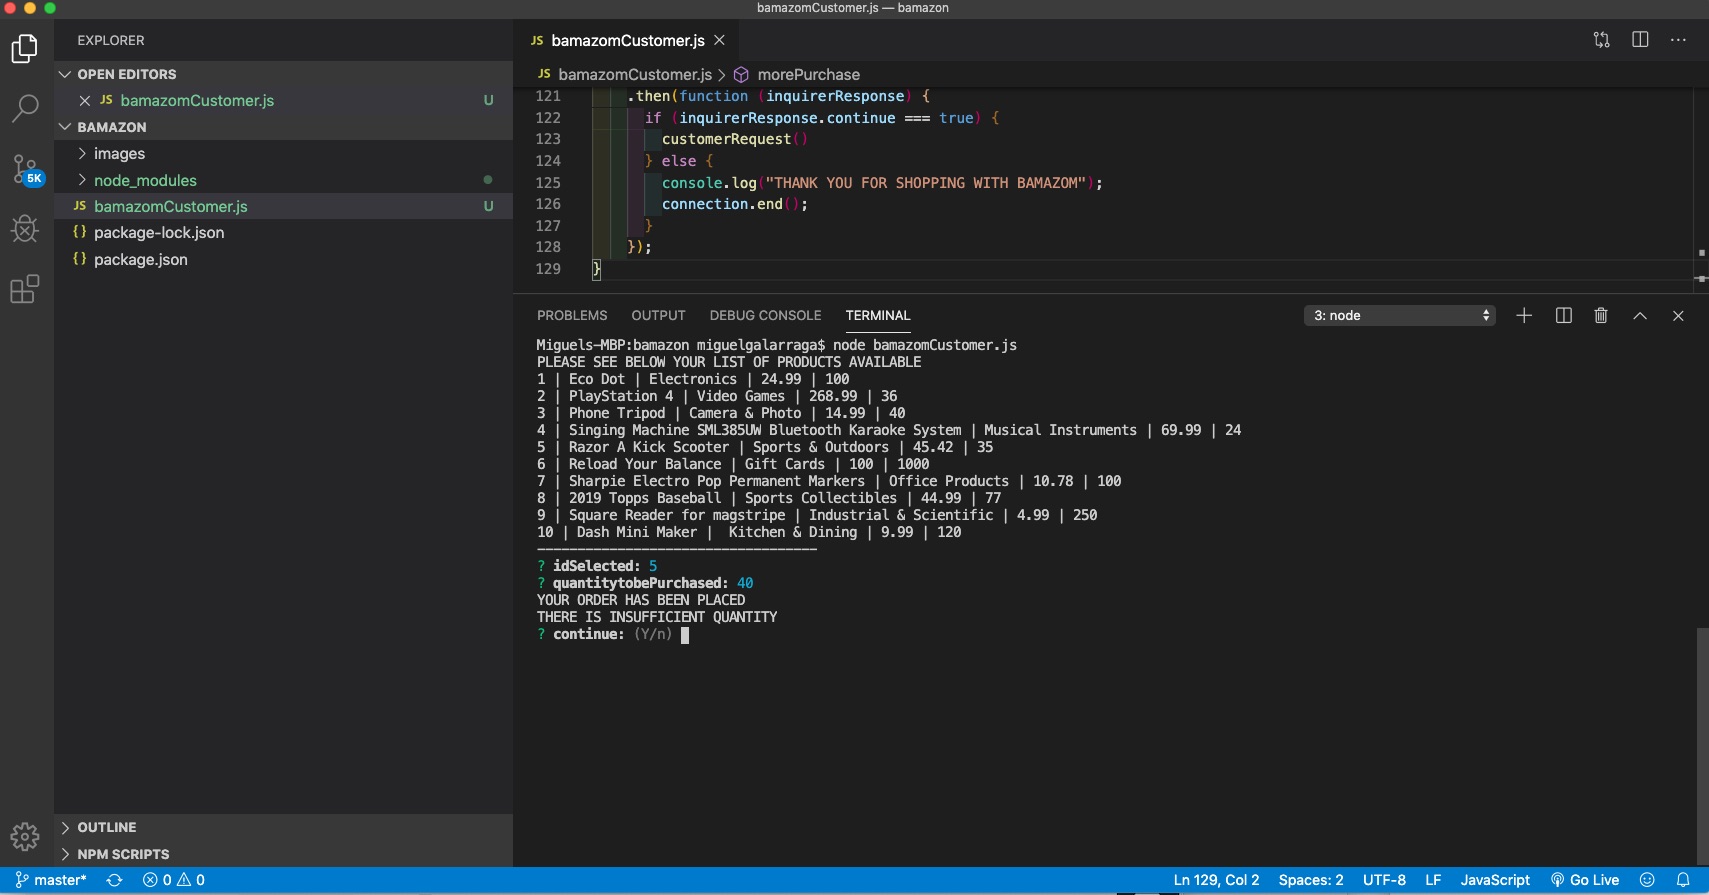 bamazomCustomer.js — bamazon
EXPLORER
OPEN EDITORS
JS bamazomCustomer.js U
BAMAZON
images
node_modules
JS bamazomCustomer.js U
{} package-lock.json
{} package.json
OUTLINE
NPM SCRIPTS
5K
JS bamazomCustomer.js
JS bamazomCustomer.js > morePurchase
121 .then(function (inquirerResponse) {
122 if (inquirerResponse.continue === true) {
123 customerRequest()
124 } else {
125 console.log("THANK YOU FOR SHOPPING WITH BAMAZOM");
126 connection.end();
127 }
128 });
129 }
PROBLEMS OUTPUT DEBUG CONSOLE TERMINAL 3: node
Miguels-MBP:bamazon miguelgalarraga$ node bamazomCustomer.js
PLEASE SEE BELOW YOUR LIST OF PRODUCTS AVAILABLE
1 | Eco Dot | Electronics | 24.99 | 100
2 | PlayStation 4 | Video Games | 268.99 | 36
3 | Phone Tripod | Camera & Photo | 14.99 | 40
4 | Singing Machine SML385UW Bluetooth Karaoke System | Musical Instruments | 69.99 | 24
5 | Razor A Kick Scooter | Sports & Outdoors | 45.42 | 35
6 | Reload Your Balance | Gift Cards | 100 | 1000
7 | Sharpie Electro Pop Permanent Markers | Office Products | 10.78 | 100
8 | 2019 Topps Baseball | Sports Collectibles | 44.99 | 77
9 | Square Reader for magstripe | Industrial & Scientific | 4.99 | 250
10 | Dash Mini Maker |  Kitchen & Dining | 9.99 | 120
-----------------------------------
? idSelected: 5
? quantitytobePurchased: 40
YOUR ORDER HAS BEEN PLACED
THERE IS INSUFFICIENT QUANTITY
? continue: (Y/n)
master* 0 0 Ln 129, Col 2 Spaces: 2 UTF-8 LF JavaScript Go Live